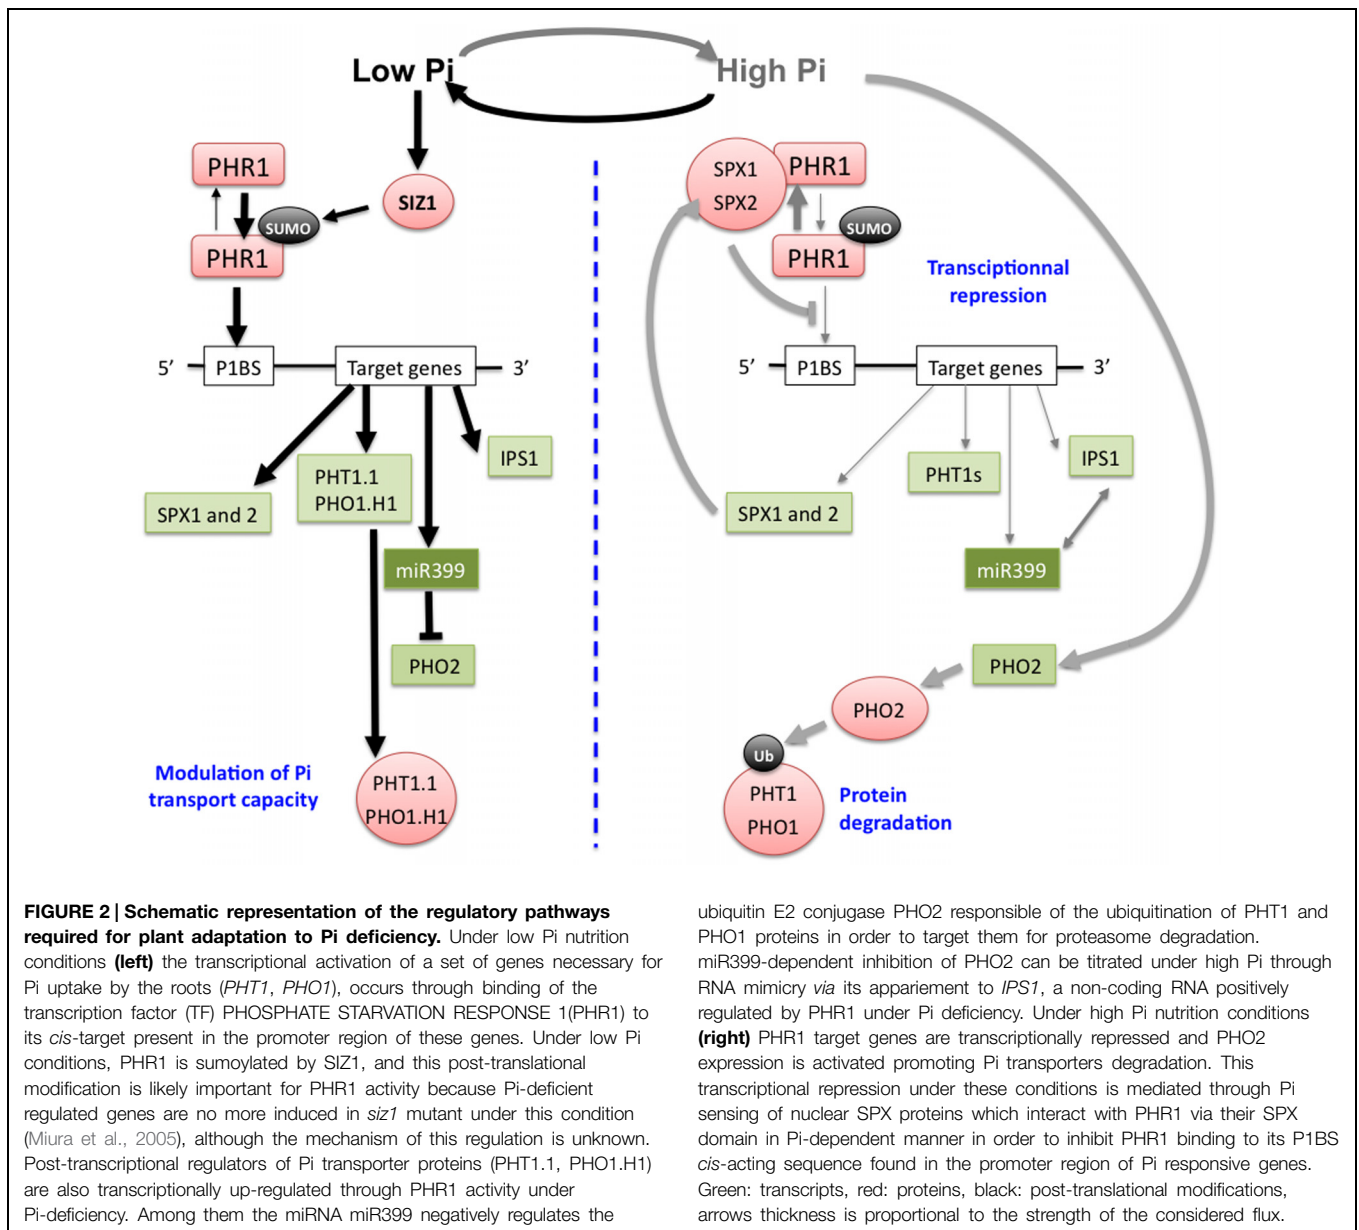 Low Pi
High Pi
PHR1
SIZ1
SUMO
PHR1
5’
P1BS
Target genes
3’
IPS1
PHT1.1
PHO1.H1
SPX1 and 2
miR399
PHO2
Modulation of Pi
transport capacity
PHT1.1
PHO1.H1
SPX1
SPX2
PHR1
SUMO
PHR1
Transciptionnal
repression
5’
P1BS
Target genes
3’
IPS1
PHT1s
SPX1 and 2
miR399
PHO2
PHO2
Ub
PHT1
PHO1
Protein
degradation
FIGURE 2 | Schematic representation of the regulatory pathways
required for plant adaptation to Pi deficiency. Under low Pi nutrition
conditions (left) the transcriptional activation of a set of genes necessary for
Pi uptake by the roots (PHT1, PHO1), occurs through binding of the
transcription factor (TF) PHOSPHATE STARVATION RESPONSE 1(PHR1) to
its cis-target present in the promoter region of these genes. Under low Pi
conditions, PHR1 is sumoylated by SIZ1, and this post-translational
modification is likely important for PHR1 activity because Pi-deficient
regulated genes are no more induced in siz1 mutant under this condition
(Miura et al., 2005), although the mechanism of this regulation is unknown.
Post-transcriptional regulators of Pi transporter proteins (PHT1.1, PHO1.H1)
are also transcriptionally up-regulated through PHR1 activity under
Pi-deficiency. Among them the miRNA miR399 negatively regulates the
ubiquitin E2 conjugase PHO2 responsible of the ubiquitination of PHT1 and
PHO1 proteins in order to target them for proteasome degradation.
miR399-dependent inhibition of PHO2 can be titrated under high Pi through
RNA mimicry via its appariement to IPS1, a non-coding RNA positively
regulated by PHR1 under Pi deficiency. Under high Pi nutrition conditions
(right) PHR1 target genes are transcriptionally repressed and PHO2
expression is activated promoting Pi transporters degradation. This
transcriptional repression under these conditions is mediated through Pi
sensing of nuclear SPX proteins which interact with PHR1 via their SPX
domain in Pi-dependent manner in order to inhibit PHR1 binding to its P1BS
cis-acting sequence found in the promoter region of Pi responsive genes.
Green: transcripts, red: proteins, black: post-translational modifications,
arrows thickness is proportional to the strength of the considered flux.